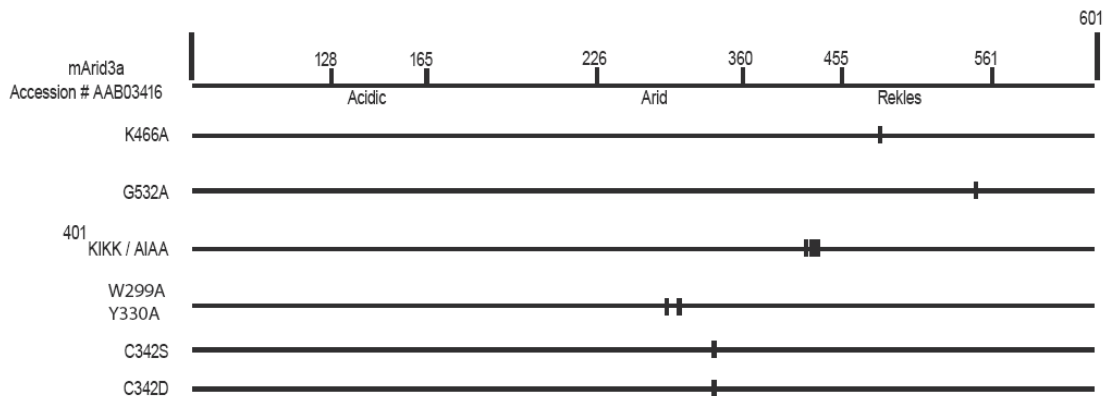 601
mArid3a
128 165 226 360 455 561
Accession # AAB03416
Acidic Arid Rekles
K466A
G532A
401
KIKK / AIAA
W299A
Y330A
C342S
C342D